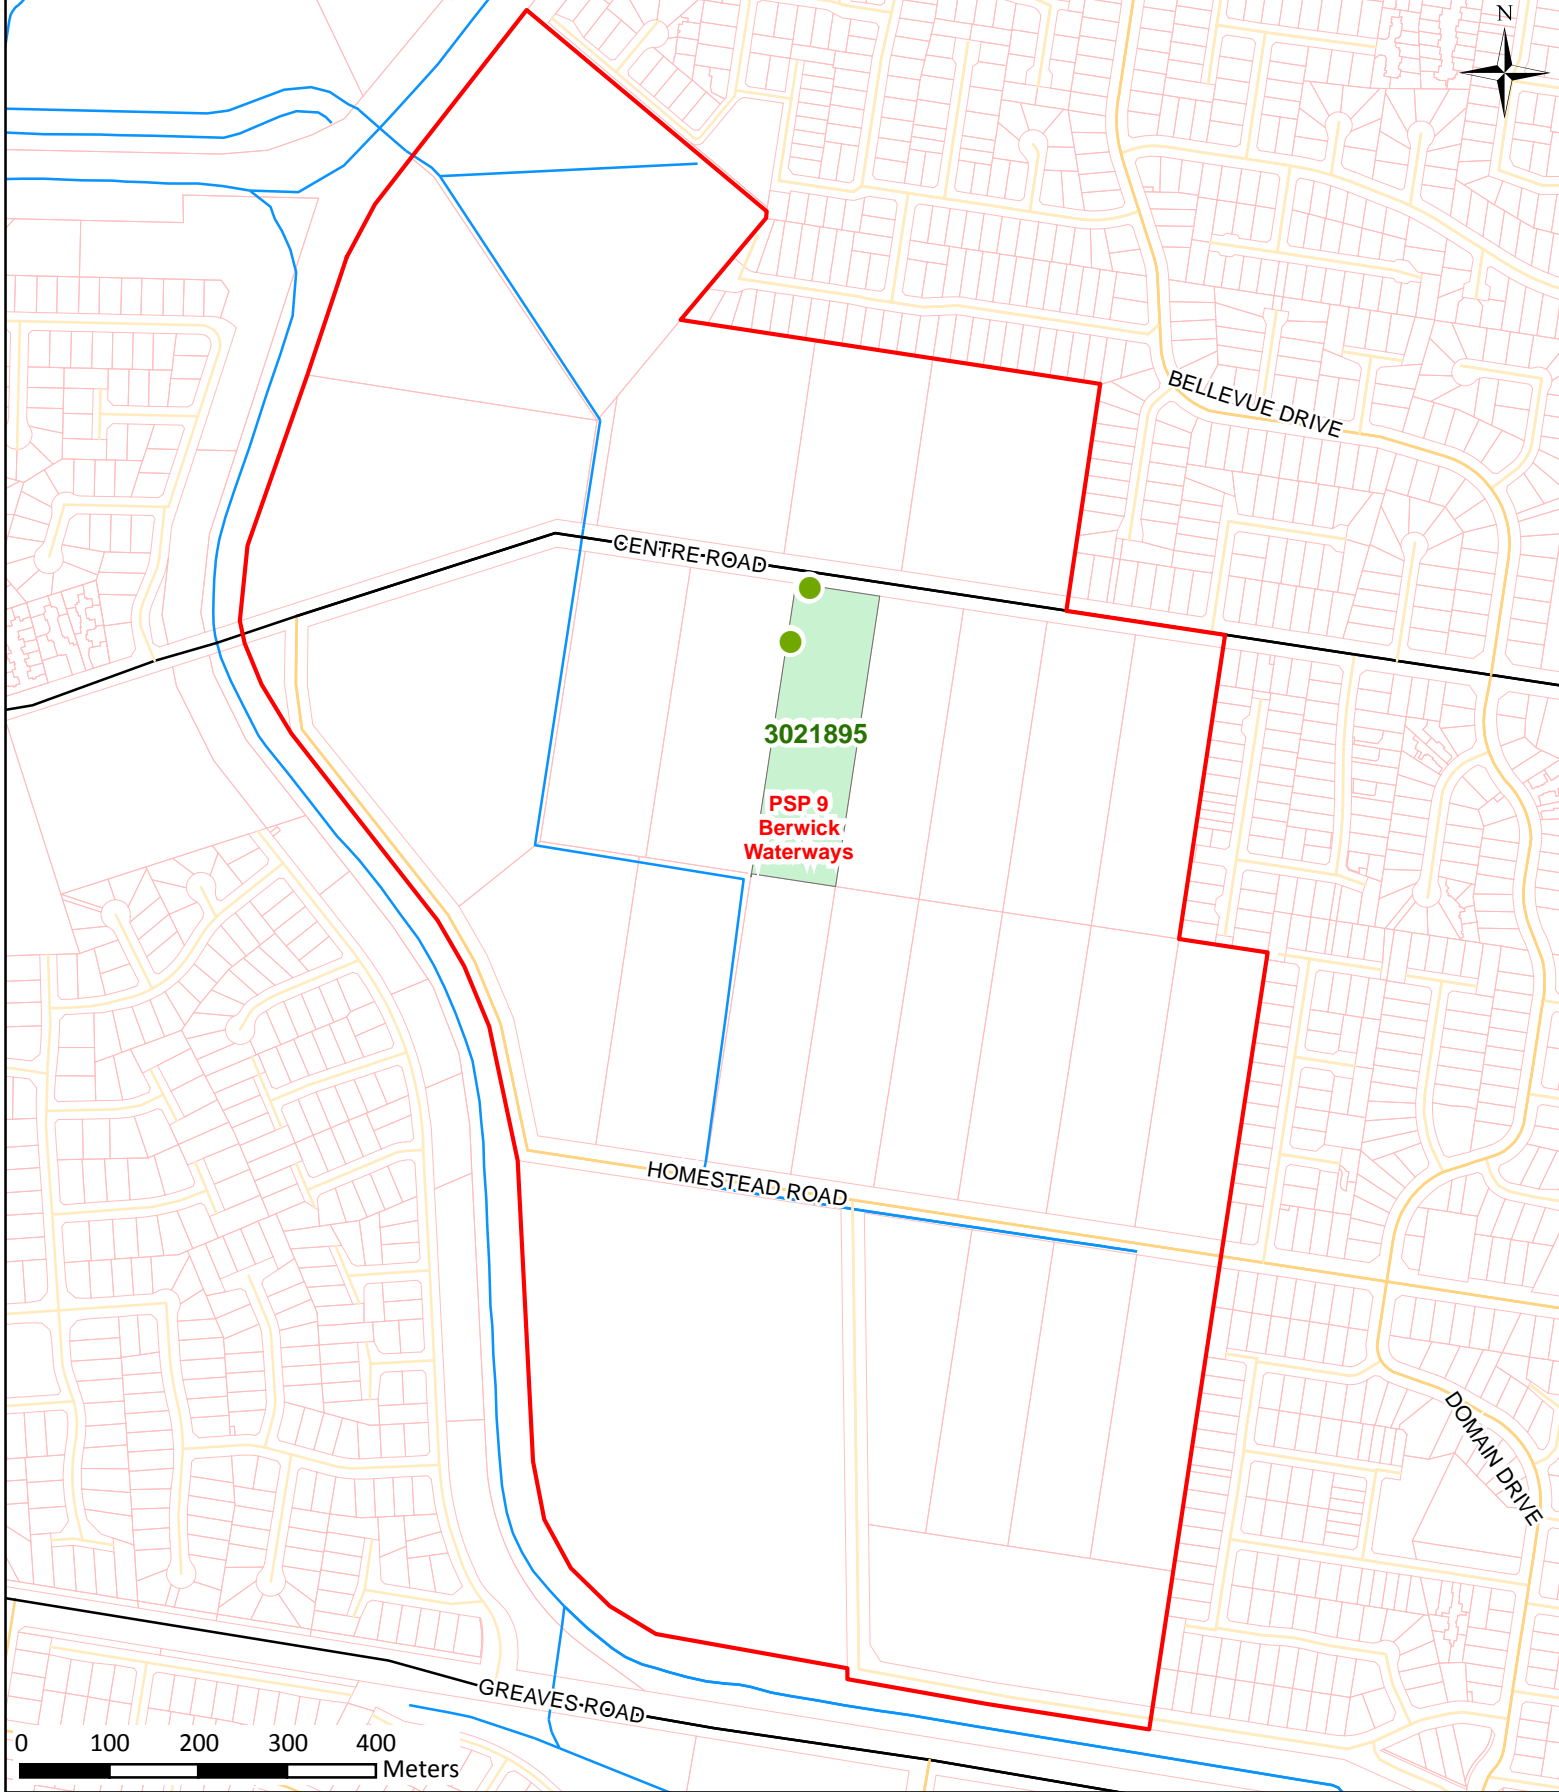 N
BELLEVUE DRIVE
CENTRE ROAD
3021895
PSP 9
Berwick
Waterways
HOMESTEAD ROAD
DOMAIN DRIVE
GREAVES ROAD
0 100 200 300 400
Meters